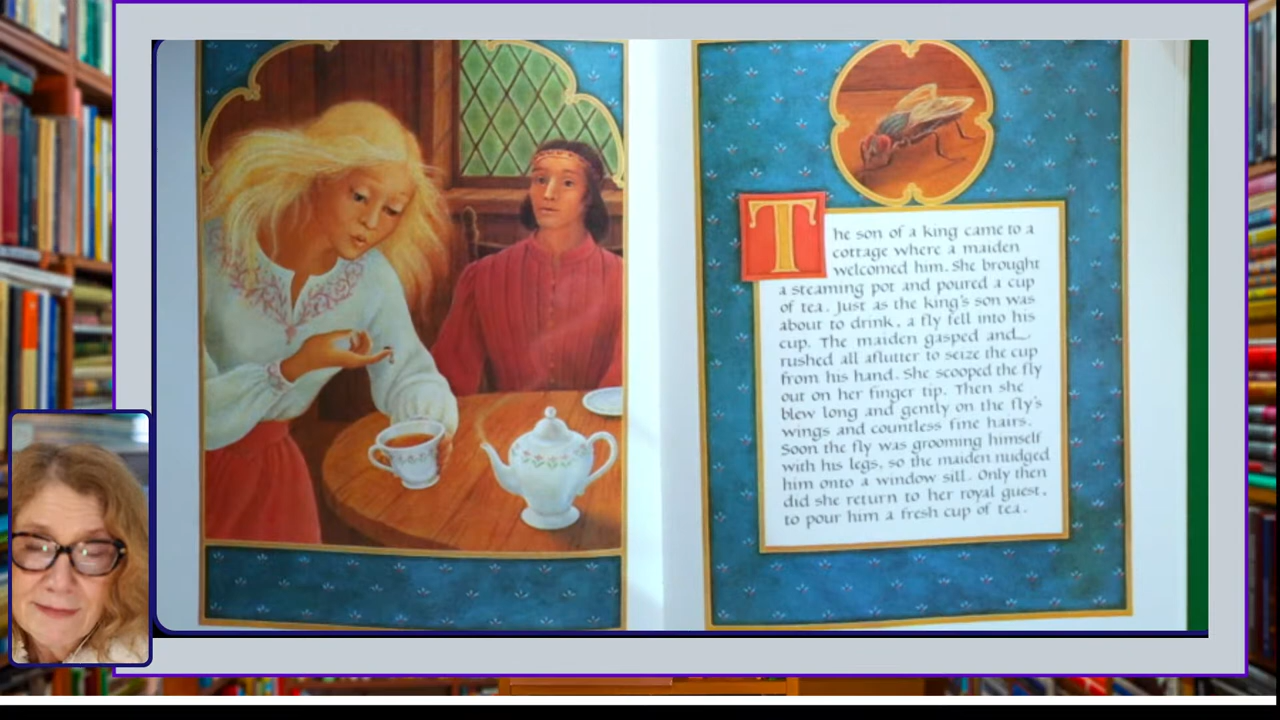 The son of a king came to a
cottage where a maiden
welcomed him. She brought
a steaming pot and poured a cup
of tea. Just as the king's son was
about to drink, a fly fell into his
cup. The maiden gasped and
rushed all aflutter to seize the cup
from his hand. She scooped the fly
out on her finger tip. Then she
blew long and gently on the fly's
wings and countless fine hairs.
Soon the fly was grooming himself
with his legs, so the maiden nudged
him onto a window sill. Only then
did she return to her royal guest,
to pour him a fresh cup of tea.